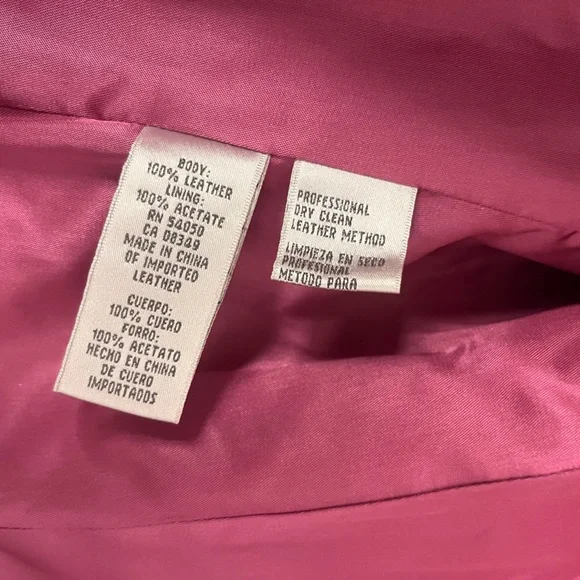 BODY:
100% LEATHER
LINING:
100% ACETATE
RN 54050
CA 08349
MADE IN CHINA
OF IMPORTED
LEATHER
CUERPO:
100% CUERO
FORRO:
100% ACETATO
HECHO EN CHINA
DE CUERO
IMPORTADOS
PROFESSIONAL
DRY CLEAN
LEATHER METHOD
LIMPIEZA EN SECO
PROFESIONAL
METODO PARA